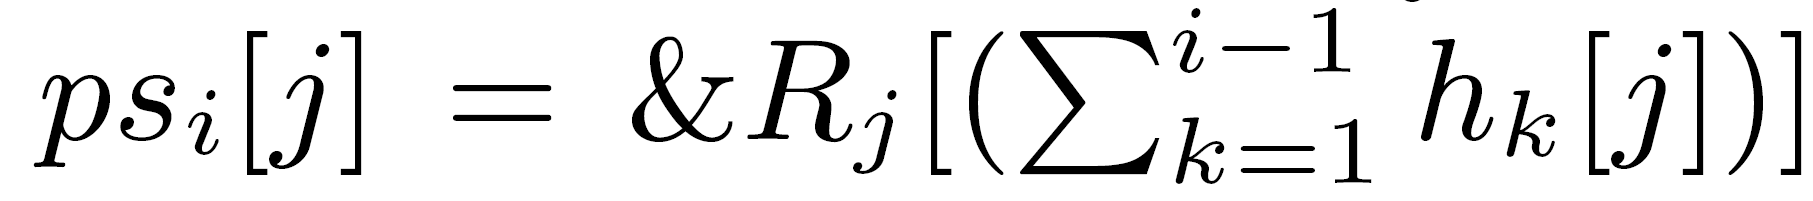 $ps_i[j] = \&R_j[(\sum_{k=1}^{i-1} h_k[j])]$